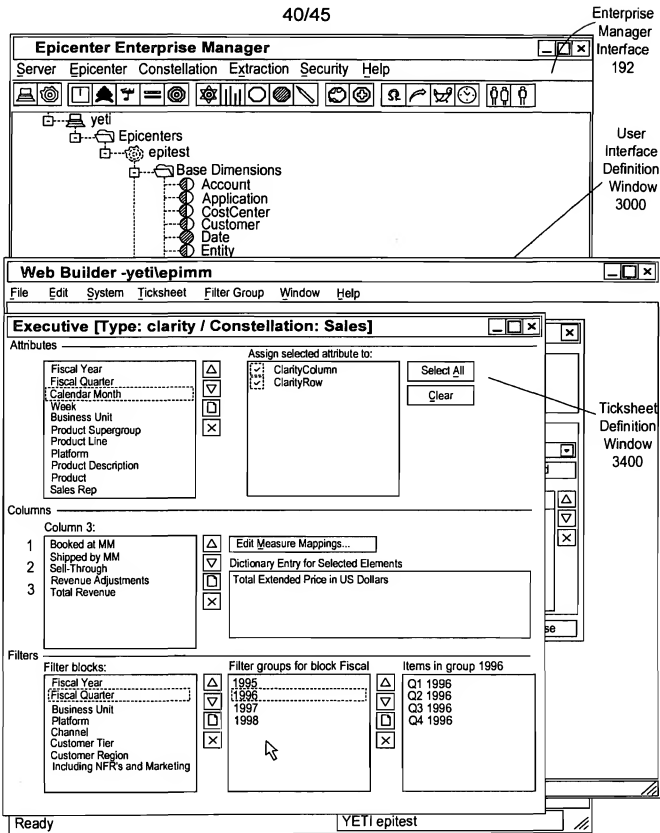 40/45
Enterprise
Manager
Interface
192
Epicenter Enterprise Manager
Server Epicenter Constellation Extraction Security Help
yeti
Epicenters
epitest
Base Dimensions
Account
Application
CostCenter
Customer
Date
Entity
User
Interface
Definition
Window
3000
Web Builder -yeti\epimm
File Edit System Ticksheet Filter Group Window Help
Executive [Type: clarity / Constellation: Sales]
Attributes
Fiscal Year
Fiscal Quarter
Calendar Month
Week
Business Unit
Product Supergroup
Product Line
Platform
Product Description
Product
Sales Rep
Assign selected attribute to:
ClarityColumn
ClarityRow
Select All
Clear
Ticksheet
Definition
Window
3400
Columns
Column 3:
1
2
3
Booked at MM
Shipped by MM
Sell-Through
Revenue Adjustments
Total Revenue
Edit Measure Mappings...
Dictionary Entry for Selected Elements
Total Extended Price in US Dollars
d
se
Filters
Filter blocks:
Fiscal Year
Fiscal Quarter
Business Unit
Platform
Channel
Customer Tier
Customer Region
Including NFR's and Marketing
Filter groups for block Fiscal
1995
1996
1997
1998
Items in group 1996
Q1 1996
Q2 1996
Q3 1996
Q4 1996
Ready
YETI epitest